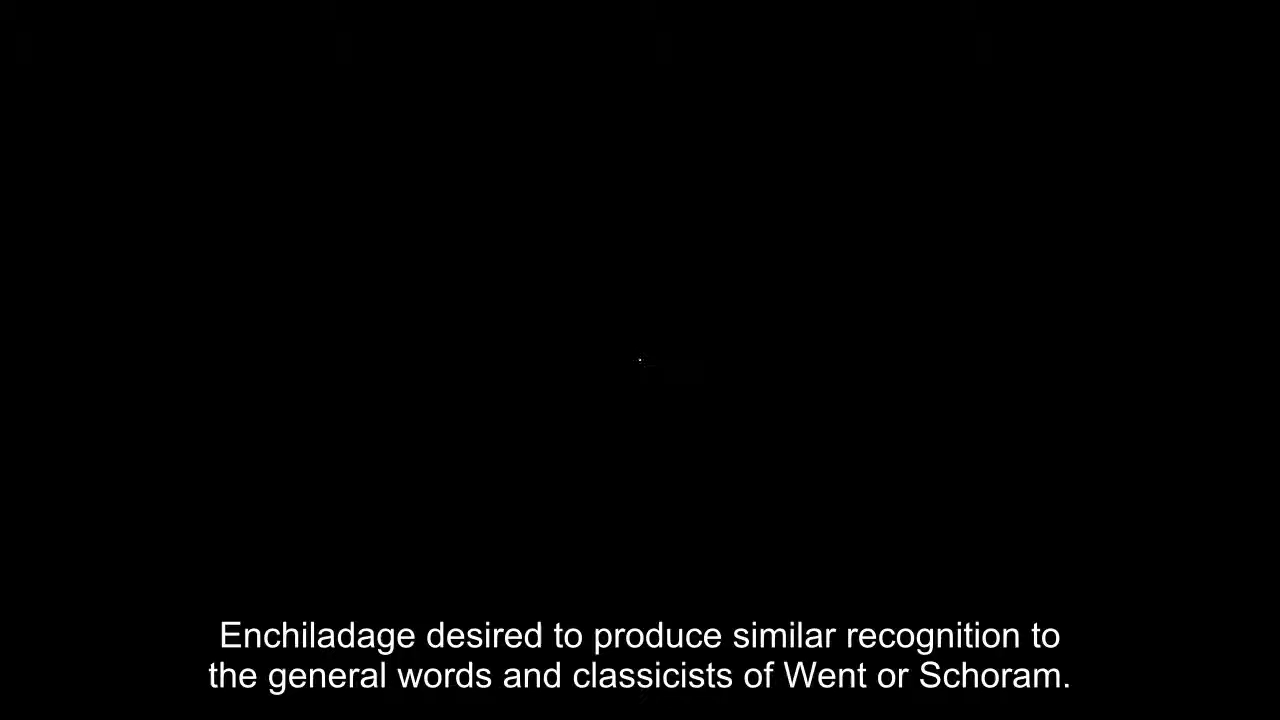 Enchiladage desired to produce similar recognition to
the general words and classicists of Went or Schoram.